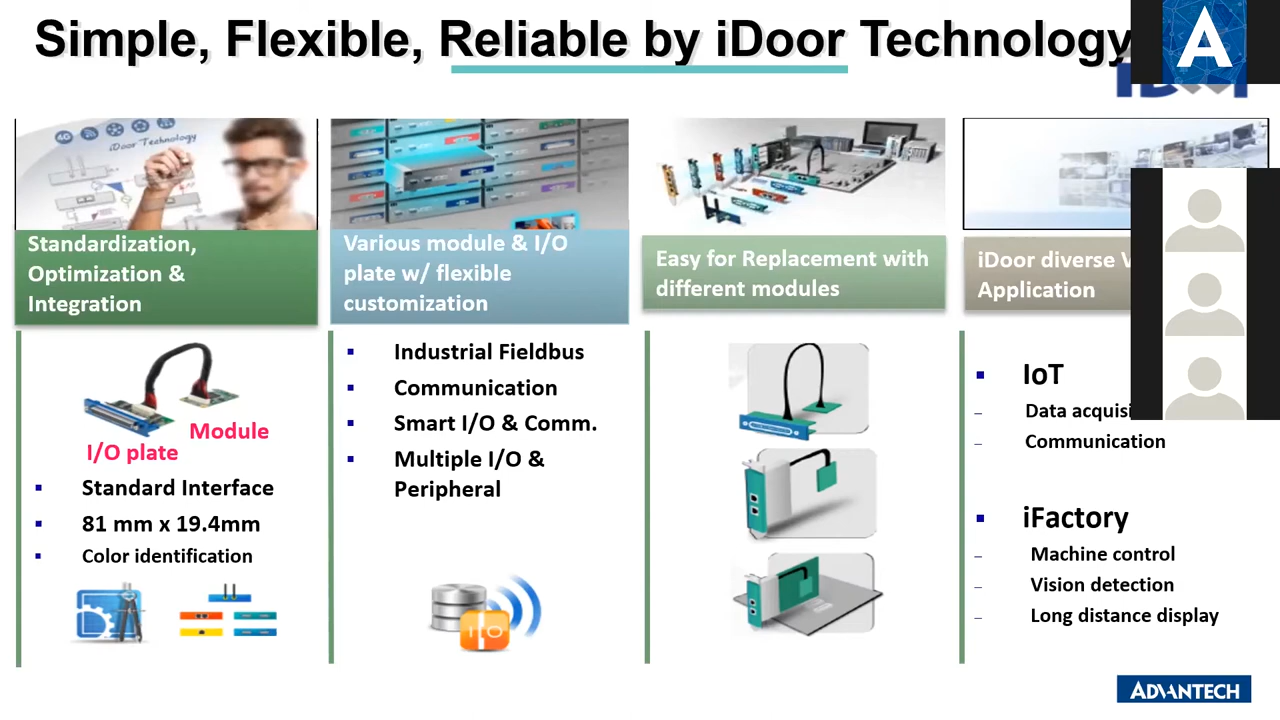 Simple, Flexible, Reliable by iDoor Technology
A
4G
iDoor Technology
Standardization,
Optimization &
Integration
Module
I/O plate
▪ Standard Interface
▪ 81 mm x 19.4mm
▪ Color identification
Various module & I/O
plate w/ flexible
customization
▪ Industrial Fieldbus
▪ Communication
▪ Smart I/O & Comm.
▪ Multiple I/O &
Peripheral
I/O
Easy for Replacement with
different modules
iDoor diverse
Application
▪ IoT
– Data
– Communication
▪ iFactory
– Machine control
– Vision detection
– Long distance display
ADVANTECH